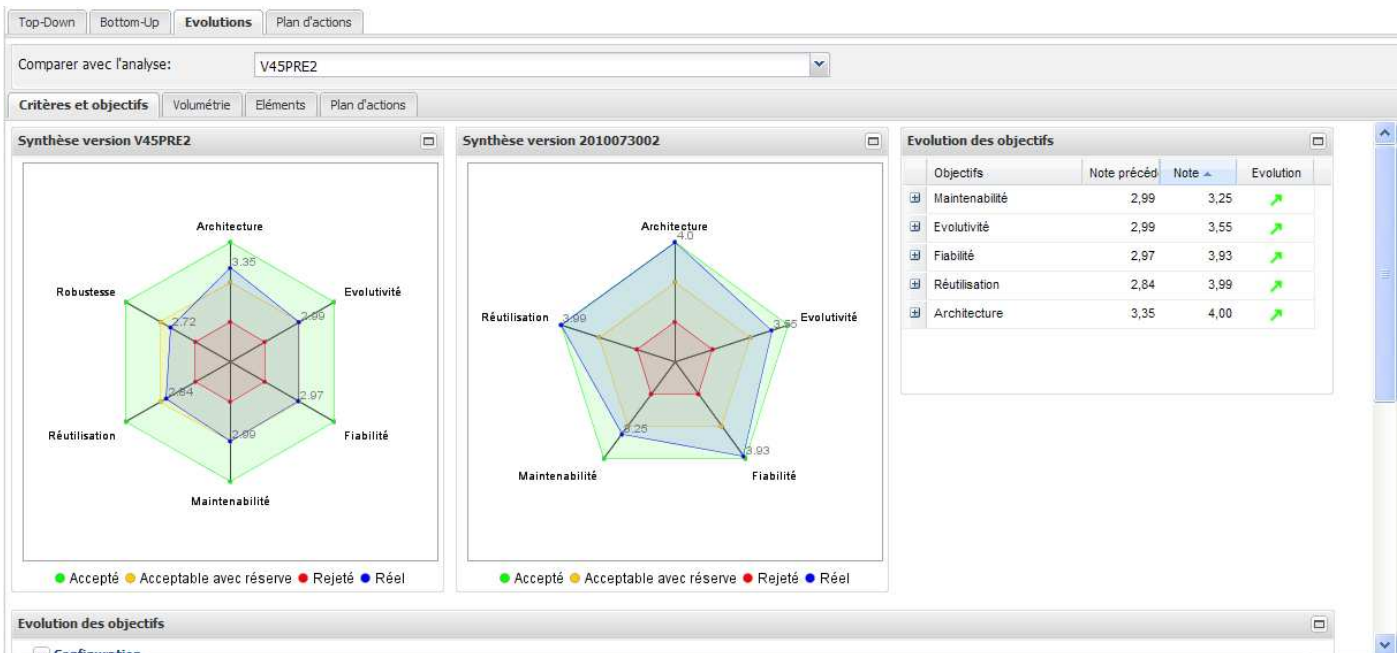 Top-Down Bottom-Up Evolutions Plan d'actions
Comparer avec l'analyse: V45PRE2
Critères et objectifs Volumétrie Eléments Plan d'actions
Synthèse version V45PRE2
Architecture
3.35
Robustesse
Evolutivité
2.72
2.99
2.84
2.97
Réutilisation
2.99
Fiabilité
Maintenabilité
Accepté Acceptable avec réserve Rejeté Réel
Synthèse version 2010073002
Architecture
4.0
Réutilisation
3.99
3.55
Evolutivité
3.25
3.93
Maintenabilité
Fiabilité
Accepté Acceptable avec réserve Rejeté Réel
Evolution des objectifs
Objectifs Note précéd Note Evolution
Maintenabilité 2,99 3,25
Evolutivité 2,99 3,55
Fiabilité 2,97 3,93
Réutilisation 2,84 3,99
Architecture 3,35 4,00
Evolution des objectifs
Configuration